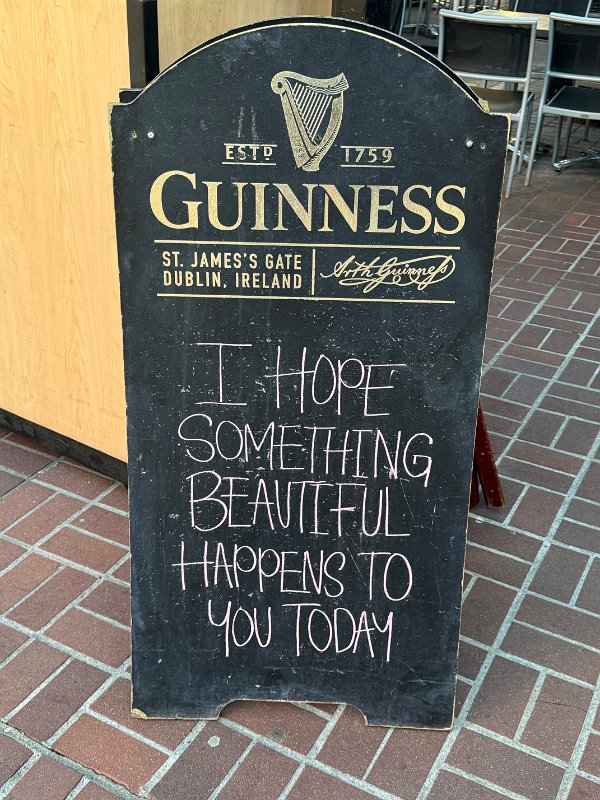 ESTD 1759
GUINNESS
ST. JAMES'S GATE
DUBLIN, IRELAND
Arth Guinness
I HOPE
SOMETHING
BEAUTIFUL
HAPPENS TO
YOU TODAY